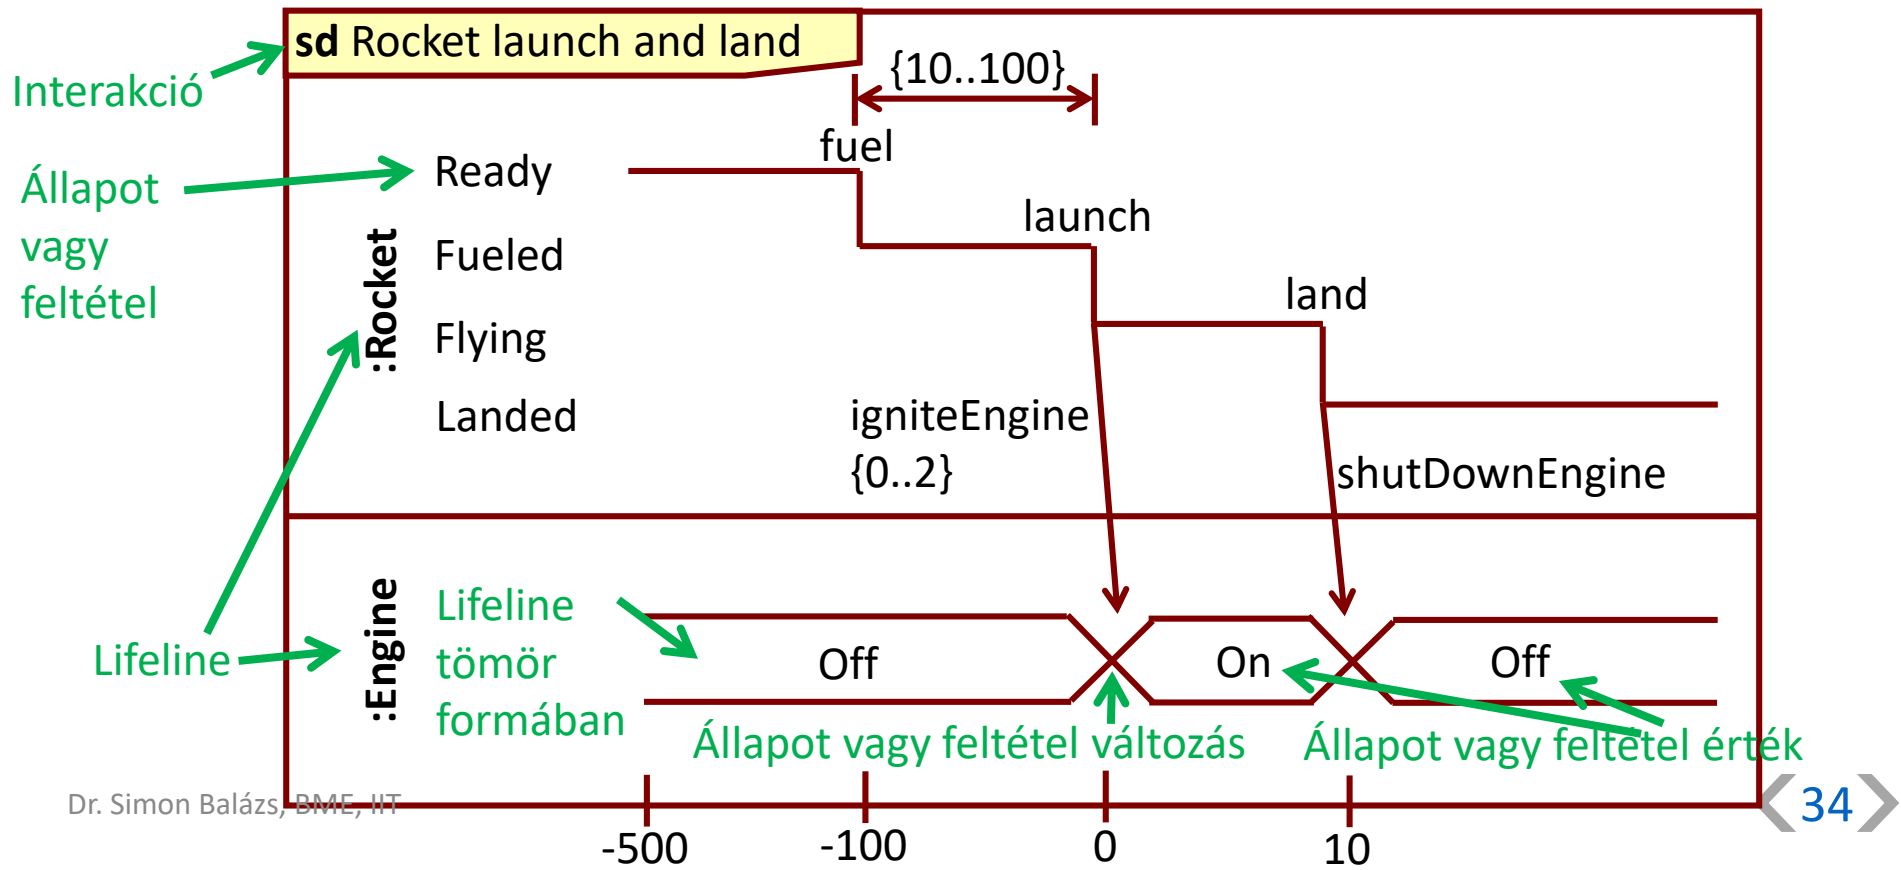 sd Rocket launch and land
Interakció
{10..100}
fuel
Ready
Állapot
vagy
feltétel
launch
Fueled
:Rocket
land
Flying
Landed
igniteEngine
{0..2}
shutDownEngine
:Engine
Lifeline
Lifeline
tömör
formában
Off
On
Off
Állapot vagy feltétel változás
Állapot vagy feltétel érték
Dr. Simon Balázs, BME, IIT
34
-500
-100
0
10